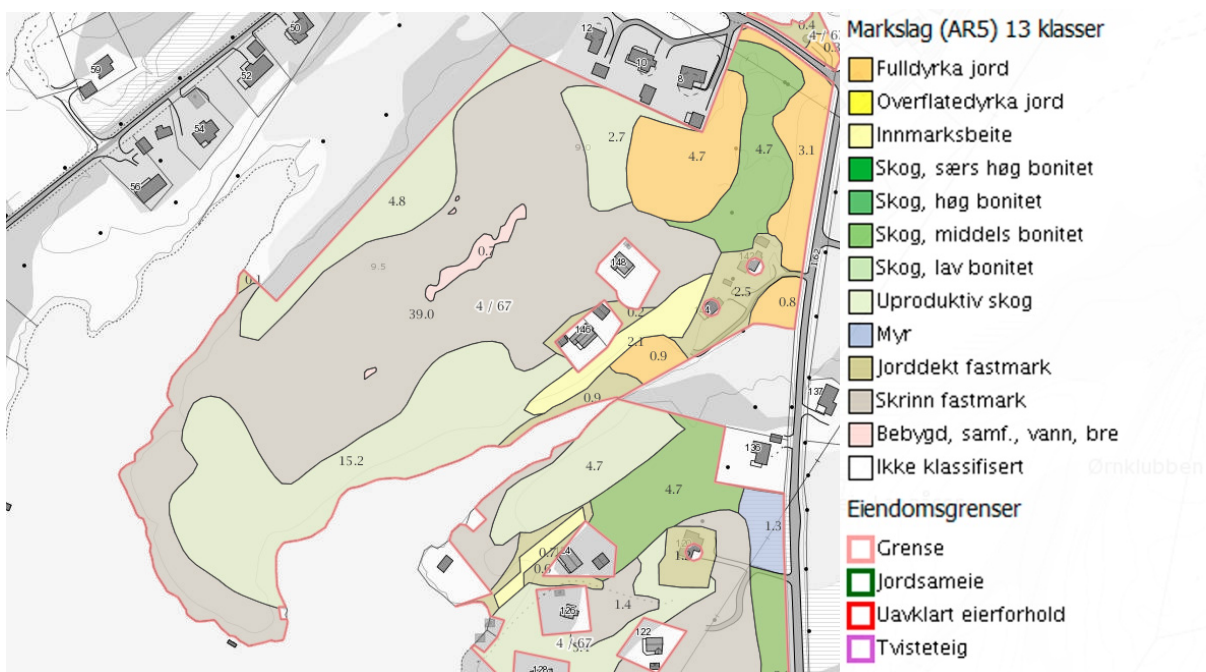 50
59
52
54
56
12
10
8
0.4
4 / 6
0.3
2.7
9.0
4.7
4.7
3.1
4.8
162
0.1
9.5
39.0
4 / 67
148
2.5
0.8
0.2
146
2.1
0.9
0.9
137
15.2
136
4.7
4.7
1.3
0.7
0.6
1.4
126
122
4 / 67
128
Markslag (AR5) 13 klasser
Fulldyrka jord
Overflatedyrka jord
Innmarksbeite
Skog, særs høg bonitet
Skog, høg bonitet
Skog, middels bonitet
Skog, lav bonitet
Uproduktiv skog
Myr
Jorddekt fastmark
Skrinn fastmark
Bebygd, samf., vann, bre
Ikke klassifisert
Ørnklubben
Eiendomsgrenser
Grense
Jordsameie
Uavklart eierforhold
Tvisteteig